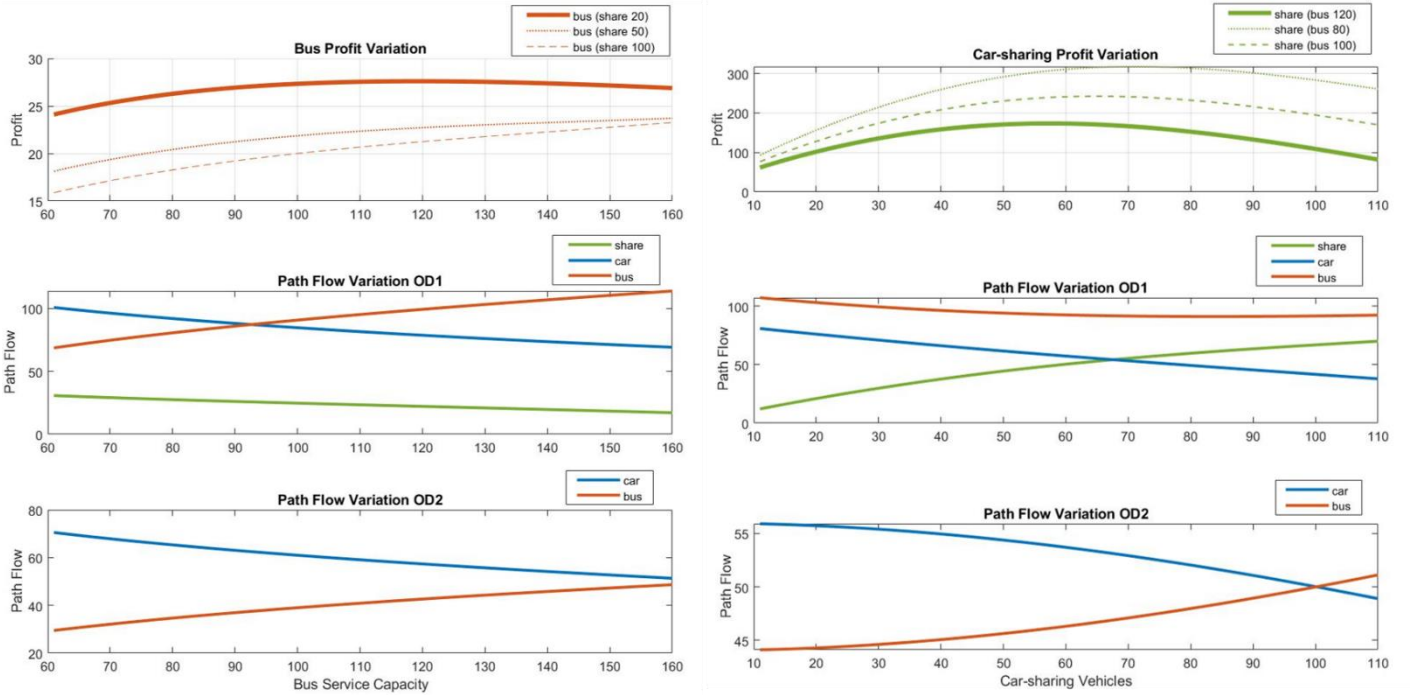 bus (share 20)
bus (share 50)
bus (share 100)
Bus Profit Variation
Profit
30
25
20
15
60 70 80 90 100 110 120 130 140 150 160
share
car
bus
Path Flow Variation OD1
Path Flow
100
50
0
60 70 80 90 100 110 120 130 140 150 160
car
bus
Path Flow Variation OD2
Path Flow
80
60
40
20
60 70 80 90 100 110 120 130 140 150 160
Bus Service Capacity
share (bus 120)
share (bus 80)
share (bus 100)
Car-sharing Profit Variation
Profit
300
200
100
0
10 20 30 40 50 60 70 80 90 100 110
share
car
bus
Path Flow Variation OD1
Path Flow
100
50
0
10 20 30 40 50 60 70 80 90 100 110
car
bus
Path Flow Variation OD2
Path Flow
55
50
45
10 20 30 40 50 60 70 80 90 100 110
Car-sharing Vehicles